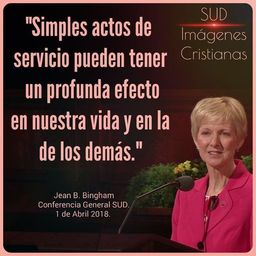 "Simples actos de
servicio pueden tener
un profunda efecto
en nuestra vida y en la
de los demás."
SUD
Imágenes
Cristianas
Jean B. Bingham
Conferencia General SUD.
1 de Abril 2018.